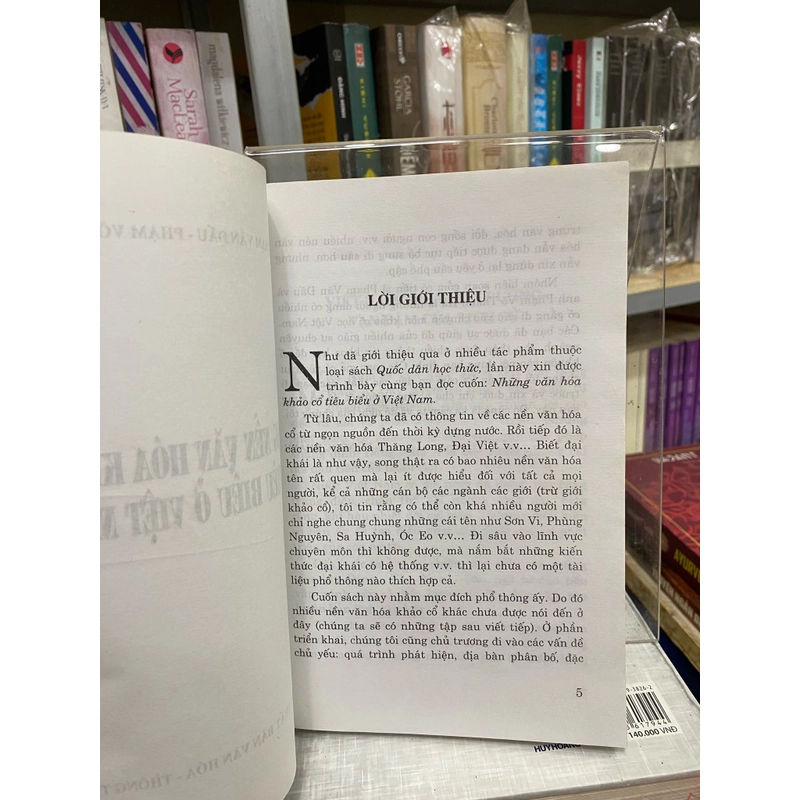 Sarah
MacLea
magdalena witkiewicz
GARCIA
STOHL
LỜI GIỚI THIỆU
Như đã giới thiệu qua ở nhiều tác phẩm thuộc
loại sách Quốc dân học thức, lần này xin được
trình bày cùng bạn đọc cuốn: Những văn hóa
khảo cổ tiêu biểu ở Việt Nam.
Từ lâu, chúng ta đã có thông tin về các nền văn hóa
cổ từ ngọn nguồn đến thời kỳ dựng nước. Rồi tiếp đó là
các nền văn hóa Thăng Long, Đại Việt v.v... Biết đại
khái là như vậy, song thật ra có bao nhiêu nền văn hóa
tên rất quen mà lại ít được hiểu đối với tất cả mọi
người, kể cả những cán bộ các ngành các giới (trừ giới
khảo cổ), tôi tin rằng có thể còn khá nhiều người mới
chỉ nghe chung chung những cái tên như Sơn Vi, Phùng
Nguyên, Sa Huỳnh, Óc Eo v.v... Đi sâu vào lĩnh vực
chuyên môn thì không được, mà nắm bắt những kiến
thức đại khái có hệ thống v.v. thì lại chưa có một tài
liệu phổ thông nào thích hợp cả.
Cuốn sách này nhằm mục đích phổ thông ấy. Do đó
nhiều nền văn hóa khảo cổ khác chưa được nói đến ở
đây (chúng ta sẽ có những tập sau viết tiếp). Ở phần
triển khai, chúng tôi cũng chủ trương đi vào các vấn đề
chủ yếu: quá trình phát hiện, địa bàn phân bố, đặc
5
AYURV
9-3826-2
617944
140.000 VNĐ
HUYHOANG